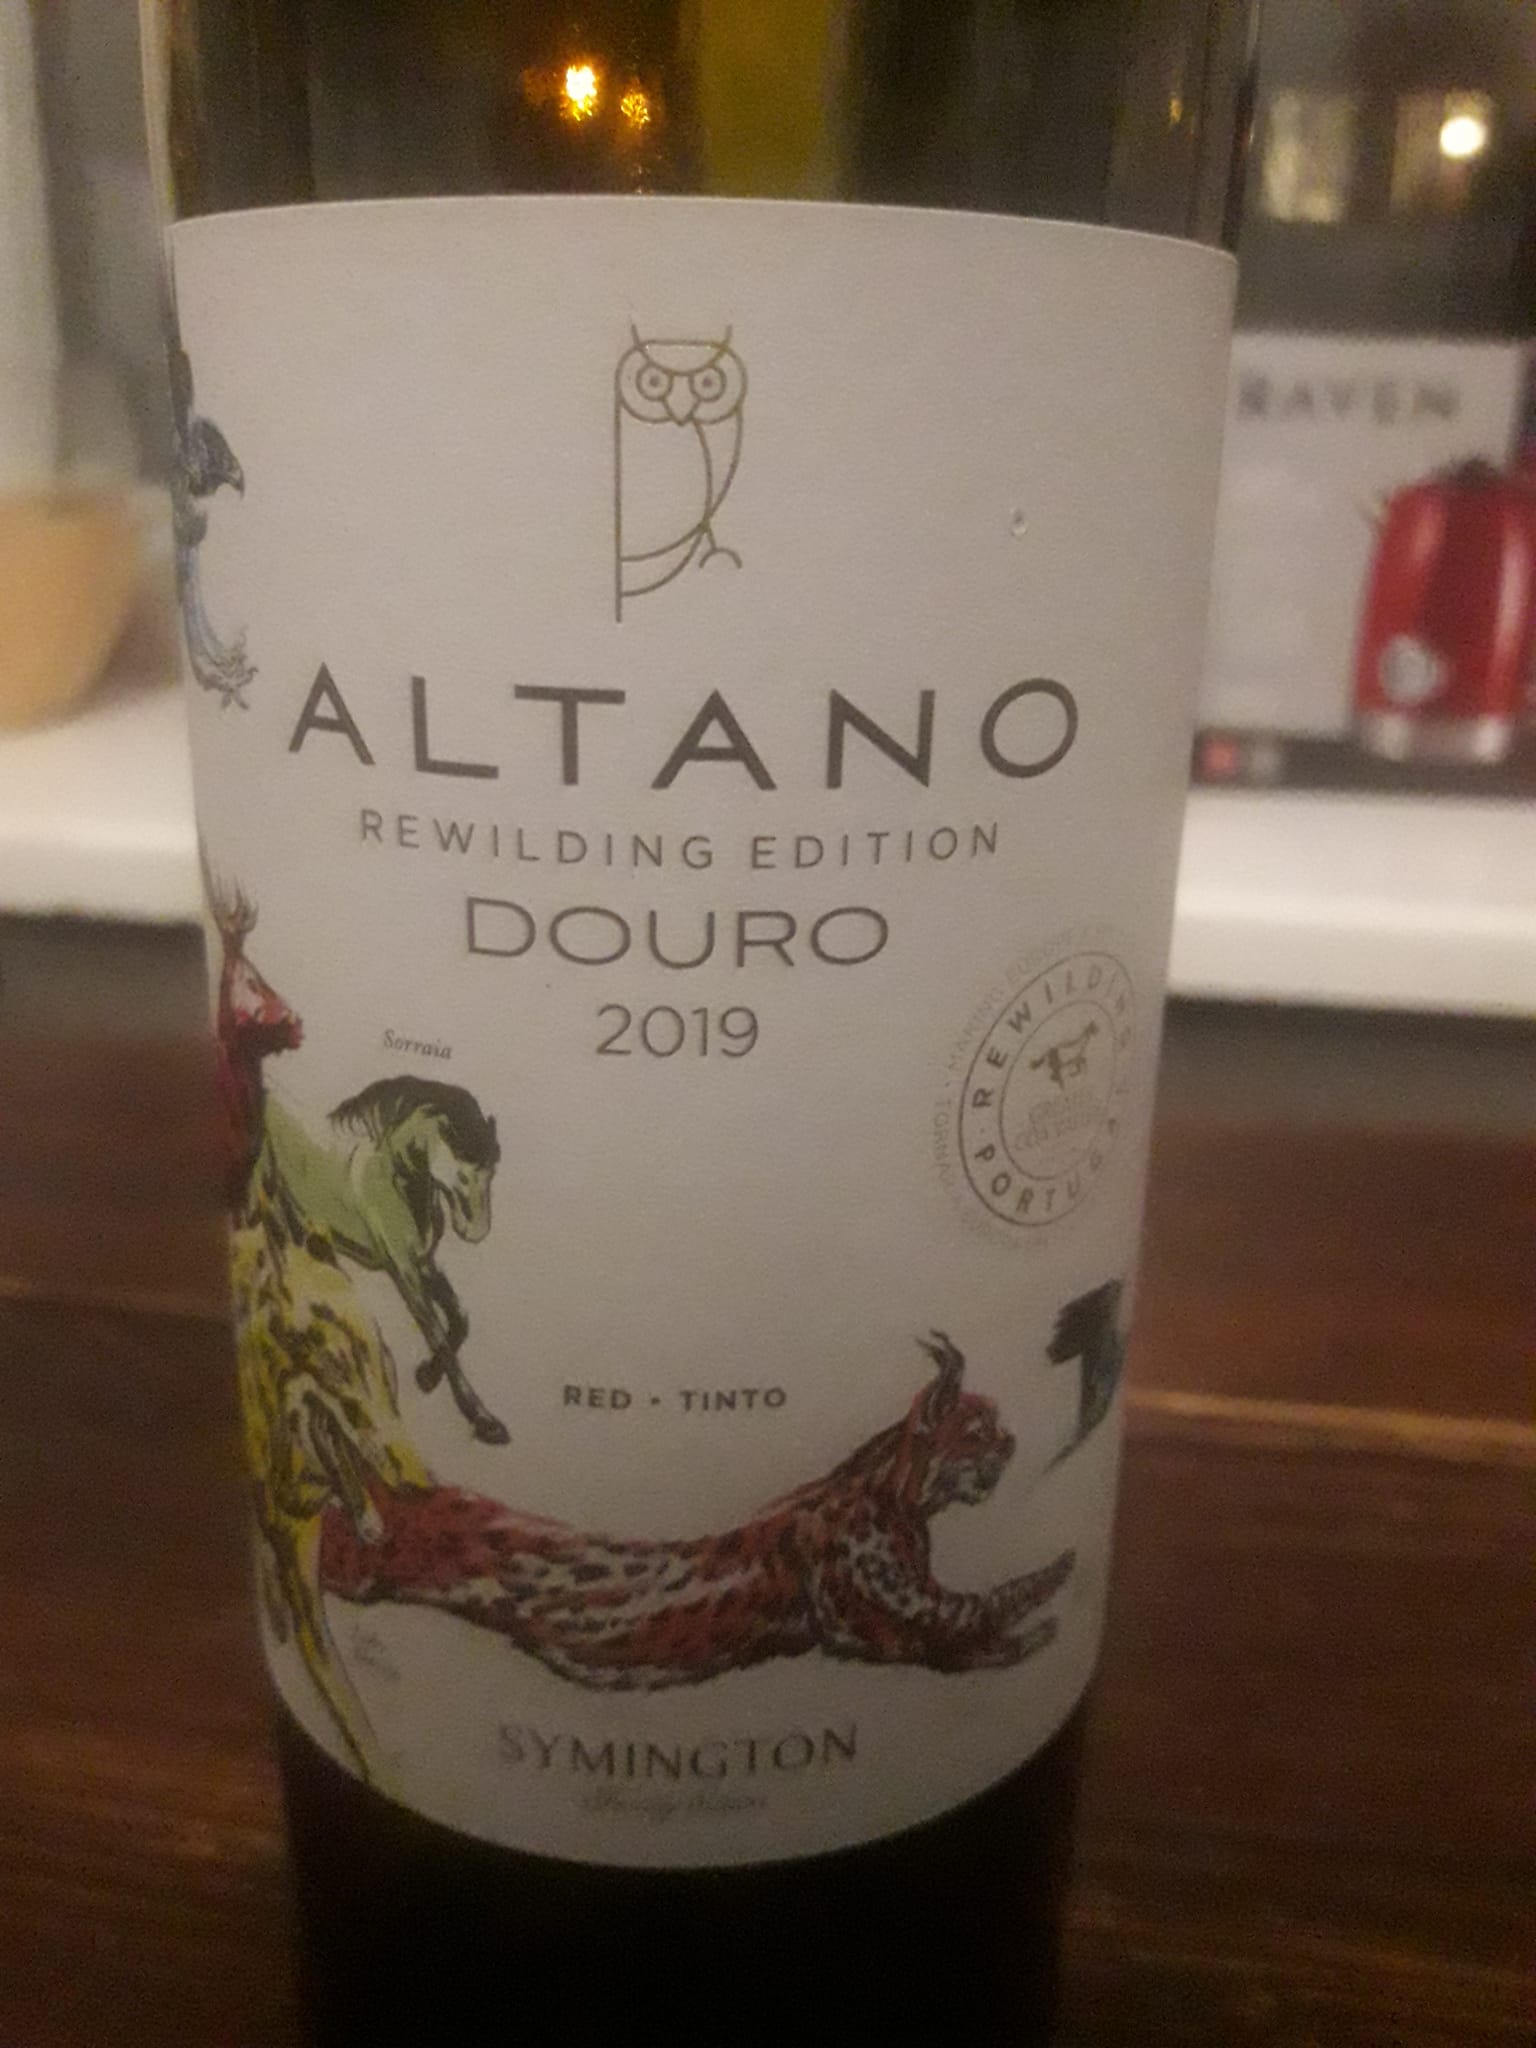 RAVEN
ALTANO
REWILDING EDITION
DOURO
2019
Sorraia
REWILDING
PORTUGAL
RED • TINTO
SYMINGTON